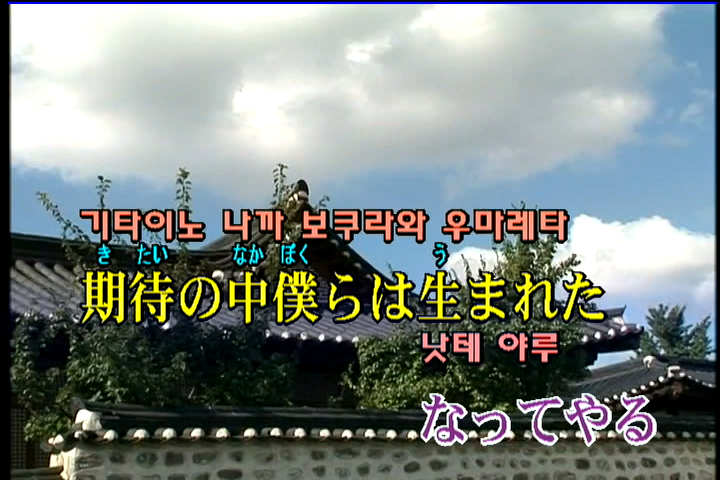 기타이노 나까 보쿠라와 우마레타
き たい なか ぼく う
期待の中僕らは生まれた
낫테 야루
なってやる